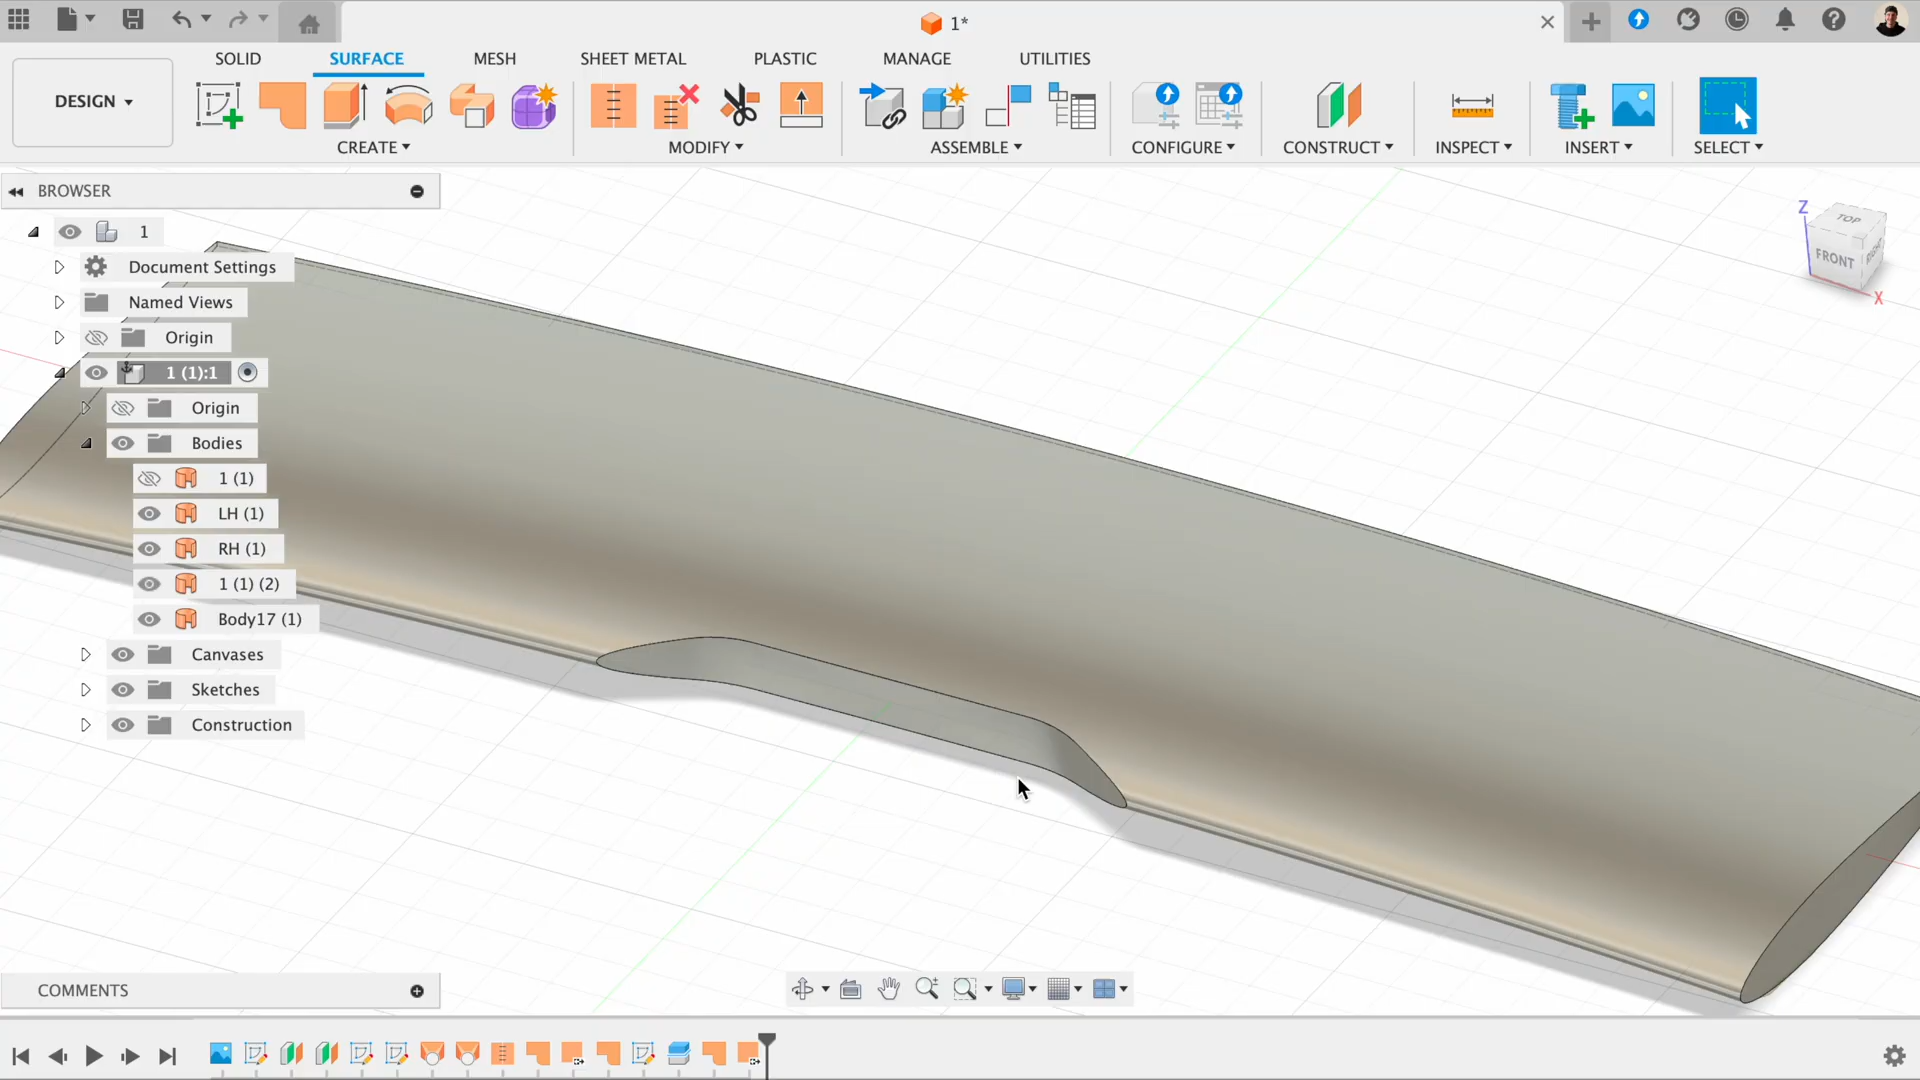 1*
SOLID
SURFACE
MESH
SHEET METAL
PLASTIC
MANAGE
UTILITIES
DESIGN
CREATE
MODIFY
ASSEMBLE
CONFIGURE
CONSTRUCT
INSPECT
INSERT
SELECT
BROWSER
1
Document Settings
Named Views
Origin
1 (1):1
Origin
Bodies
1 (1)
LH (1)
RH (1)
1 (1) (2)
Body17 (1)
Canvases
Sketches
Construction
Z
TOP
FRONT
RIGHT
X
COMMENTS